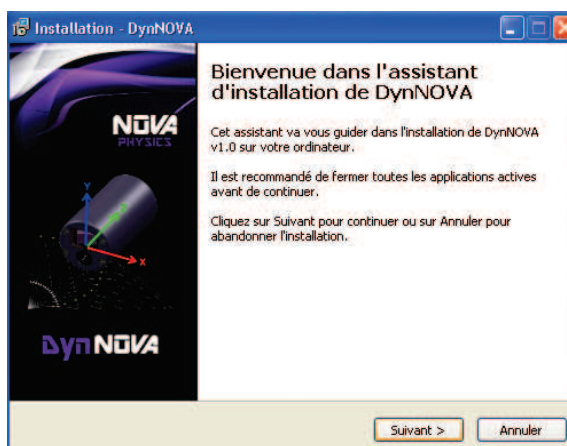 Installation - DynNOVA
Bienvenue dans l'assistant
d'installation de DynNOVA
NOVA
PHYSICS
Cet assistant va vous guider dans l'installation de DynNOVA
v1.0 sur votre ordinateur.
Il est recommandé de fermer toutes les applications actives
avant de continuer.
Cliquez sur Suivant pour continuer ou sur Annuler pour
abandonner l'installation.
Y
X
DynNOVA
Suivant >
Annuler